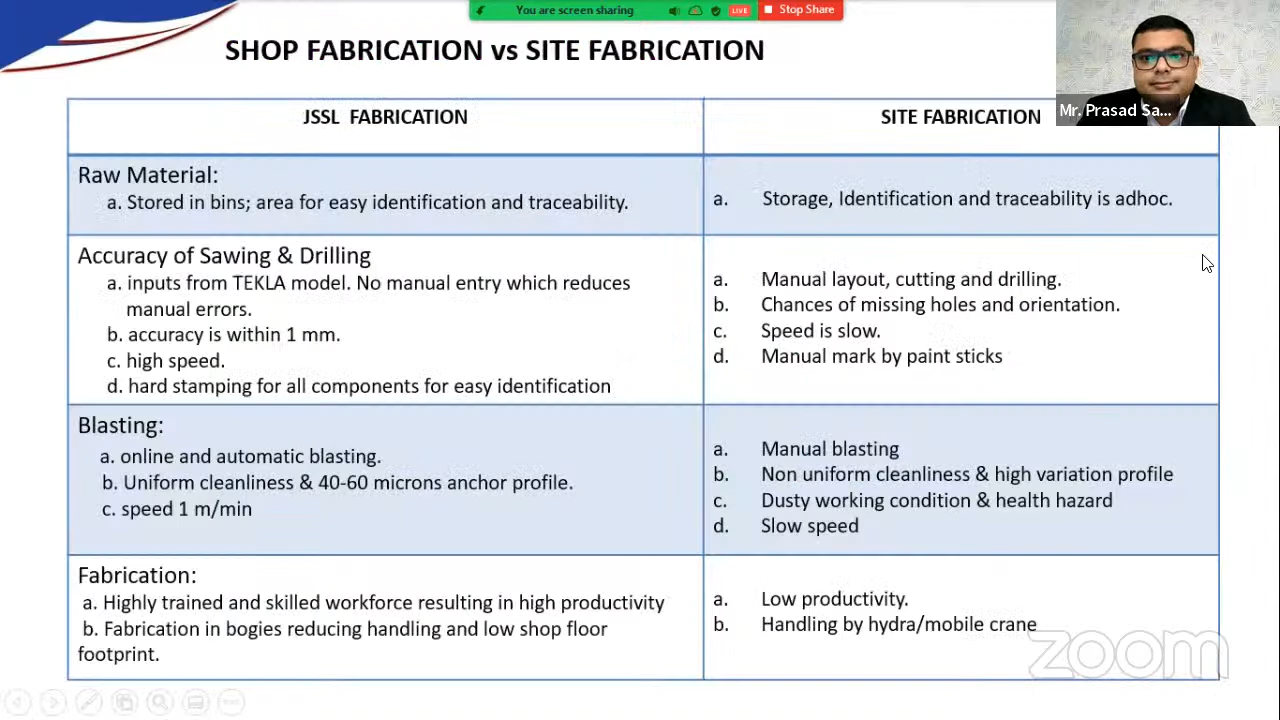 You are screen sharing
LIVE
Stop Share
SHOP FABRICATION vs SITE FABRICATION
Mr. Prasad Sa...
JSSL FABRICATION
SITE FABRICATION
Raw Material:
a. Stored in bins; area for easy identification and traceability.
a. Storage, Identification and traceability is adhoc.
Accuracy of Sawing & Drilling
a. inputs from TEKLA model. No manual entry which reduces
manual errors.
b. accuracy is within 1 mm.
c. high speed.
d. hard stamping for all components for easy identification
a. Manual layout, cutting and drilling.
b. Chances of missing holes and orientation.
c. Speed is slow.
d. Manual mark by paint sticks
Blasting:
a. online and automatic blasting.
b. Uniform cleanliness & 40-60 microns anchor profile.
c. speed 1 m/min
a. Manual blasting
b. Non uniform cleanliness & high variation profile
c. Dusty working condition & health hazard
d. Slow speed
Fabrication:
a. Highly trained and skilled workforce resulting in high productivity
b. Fabrication in bogies reducing handling and low shop floor
footprint.
a. Low productivity.
b. Handling by hydra/mobile crane
zoom